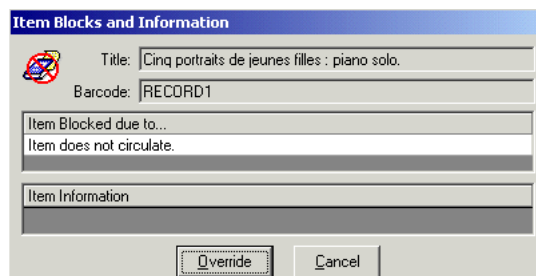 Item Blocks and Information
Title: Cinq portraits de jeunes filles : piano solo.
Barcode: RECORD1
Item Blocked due to...
Item does not circulate.
Item Information
Override Cancel